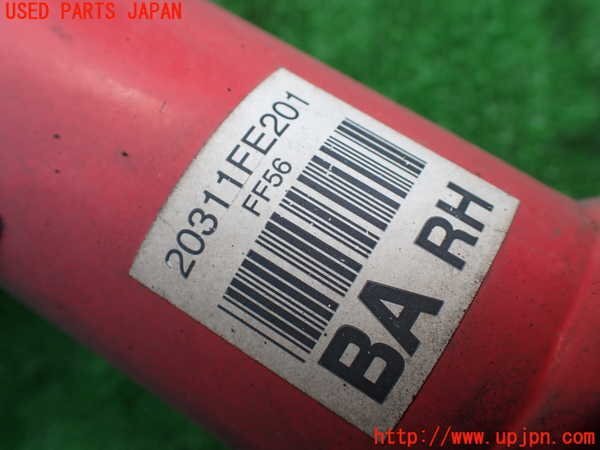 USED PARTS JAPAN
20311FE201
FF56
BA RH
http://www.upjpn.com/